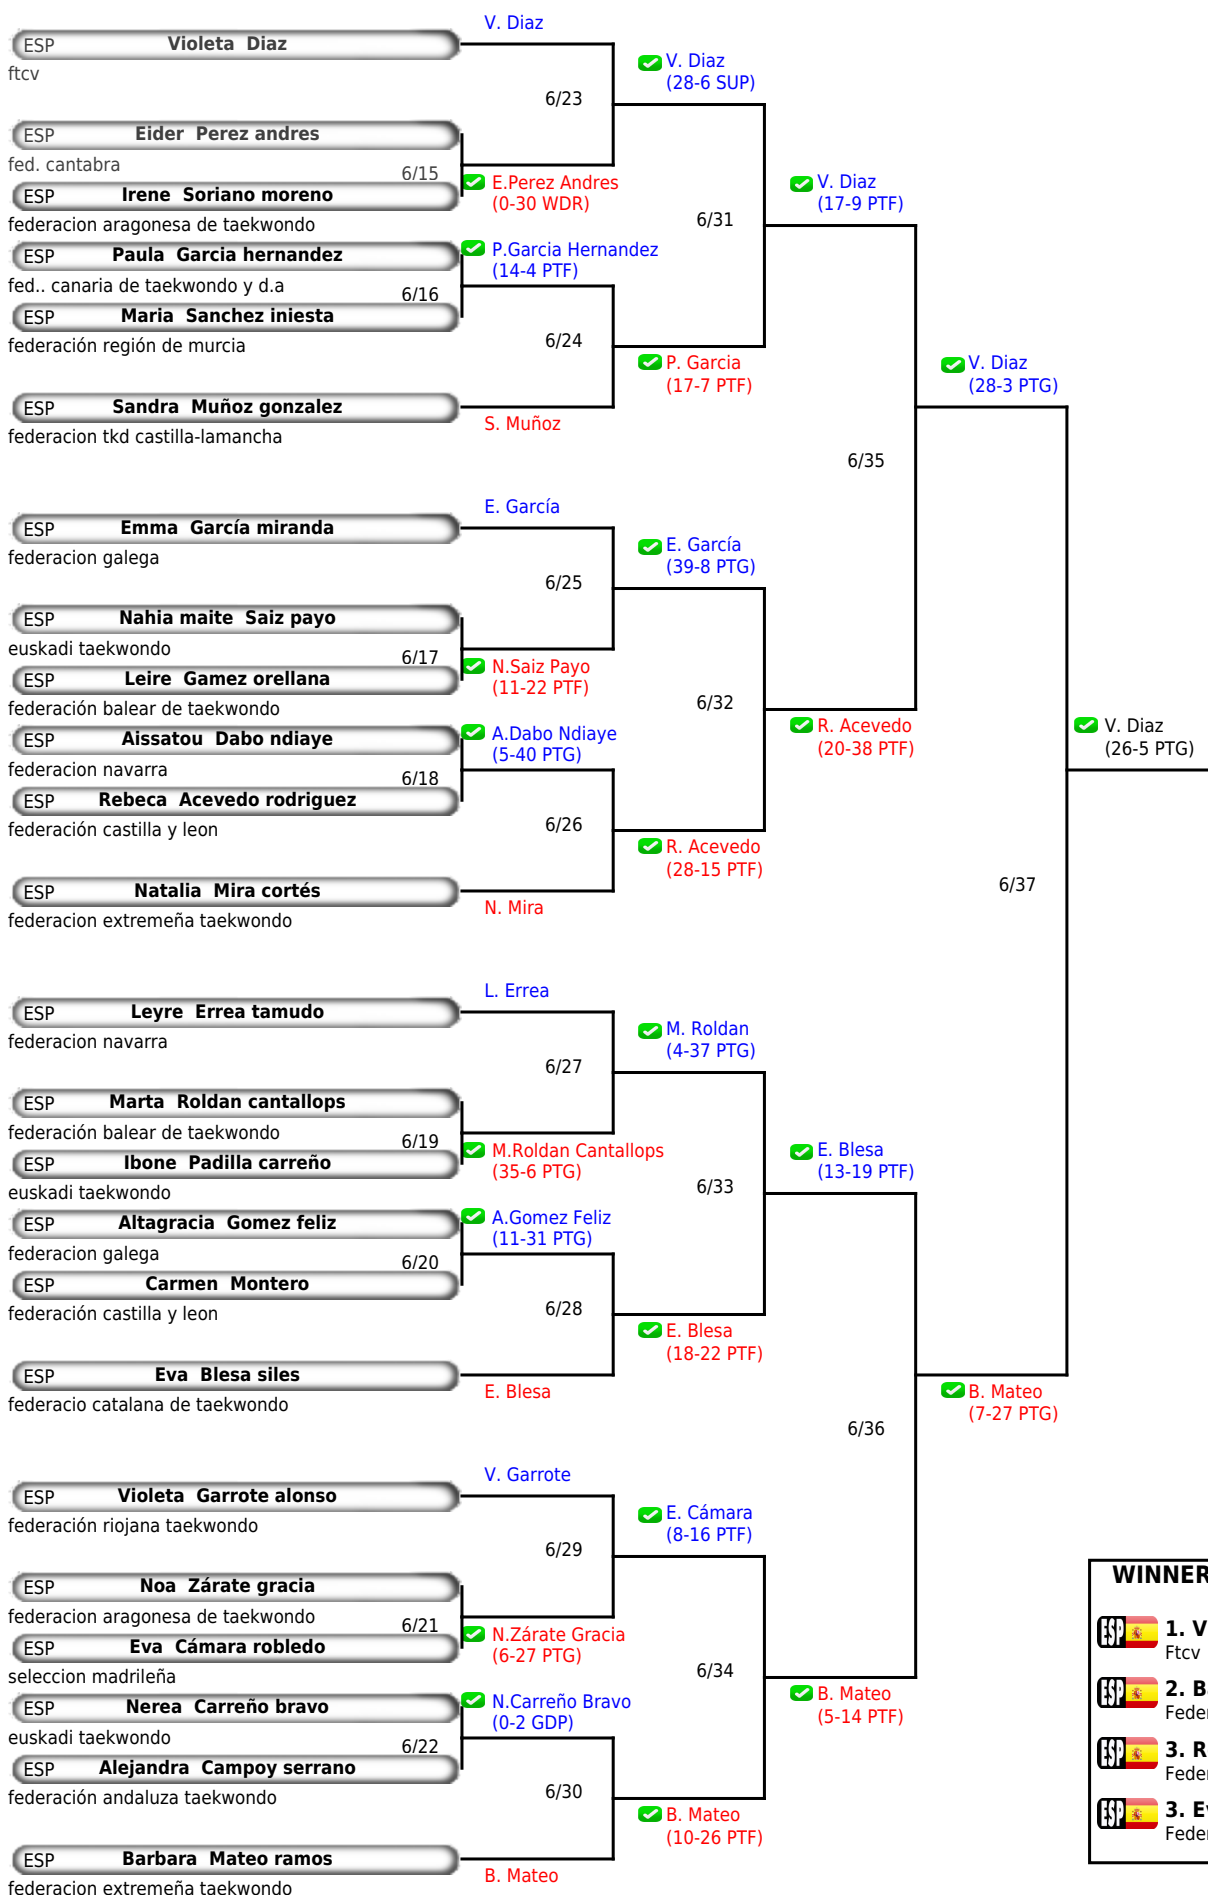 V. Diaz
ESP Violeta Diaz
ftcv
V. Diaz
(28-6 SUP)
6/23
ESP Eider Perez andres
fed. cantabra
6/15
E.Perez Andres
(0-30 WDR)
ESP Irene Soriano moreno
federacion aragonesa de taekwondo
V. Diaz
(17-9 PTF)
6/31
ESP Paula Garcia hernandez
fed.. canaria de taekwondo y d.a
P.Garcia Hernandez
(14-4 PTF)
6/16
ESP Maria Sanchez iniesta
federación región de murcia
6/24
P. Garcia
(17-7 PTF)
V. Diaz
(28-3 PTG)
ESP Sandra Muñoz gonzalez
federacion tkd castilla-lamancha
S. Muñoz
6/35
E. García
ESP Emma García miranda
federacion galega
E. García
(39-8 PTG)
6/25
ESP Nahia maite Saiz payo
euskadi taekwondo
6/17
N.Saiz Payo
(11-22 PTF)
ESP Leire Gamez orellana
federación balear de taekwondo
6/32
ESP Aissatou Dabo ndiaye
federacion navarra
A.Dabo Ndiaye
(5-40 PTG)
R. Acevedo
(20-38 PTF)
V. Diaz
(26-5 PTG)
6/18
ESP Rebeca Acevedo rodriguez
federación castilla y leon
6/26
R. Acevedo
(28-15 PTF)
ESP Natalia Mira cortés
federacion extremeña taekwondo
N. Mira
6/37
L. Errea
ESP Leyre Errea tamudo
federacion navarra
M. Roldan
(4-37 PTG)
6/27
ESP Marta Roldan cantallops
federación balear de taekwondo
6/19
M.Roldan Cantallops
(35-6 PTG)
ESP Ibone Padilla carreño
euskadi taekwondo
E. Blesa
(13-19 PTF)
6/33
ESP Altagracia Gomez feliz
federacion galega
A.Gomez Feliz
(11-31 PTG)
6/20
ESP Carmen Montero
federación castilla y leon
6/28
E. Blesa
(18-22 PTF)
ESP Eva Blesa siles
federacio catalana de taekwondo
E. Blesa
B. Mateo
(7-27 PTG)
6/36
V. Garrote
ESP Violeta Garrote alonso
federación riojana taekwondo
E. Cámara
(8-16 PTF)
6/29
ESP Noa Zárate gracia
federacion aragonesa de taekwondo
6/21
N.Zárate Gracia
(6-27 PTG)
ESP Eva Cámara robledo
seleccion madrileña
6/34
ESP Nerea Carreño bravo
euskadi taekwondo
N.Carreño Bravo
(0-2 GDP)
B. Mateo
(5-14 PTF)
6/22
ESP Alejandra Campoy serrano
federación andaluza taekwondo
6/30
B. Mateo
(10-26 PTF)
ESP Barbara Mateo ramos
federacion extremeña taekwondo
B. Mateo
WINNER
ESP 1. V
Ftcv
ESP 2. Ba
Feder
ESP 3. R
Feder
ESP 3. Ev
Feder